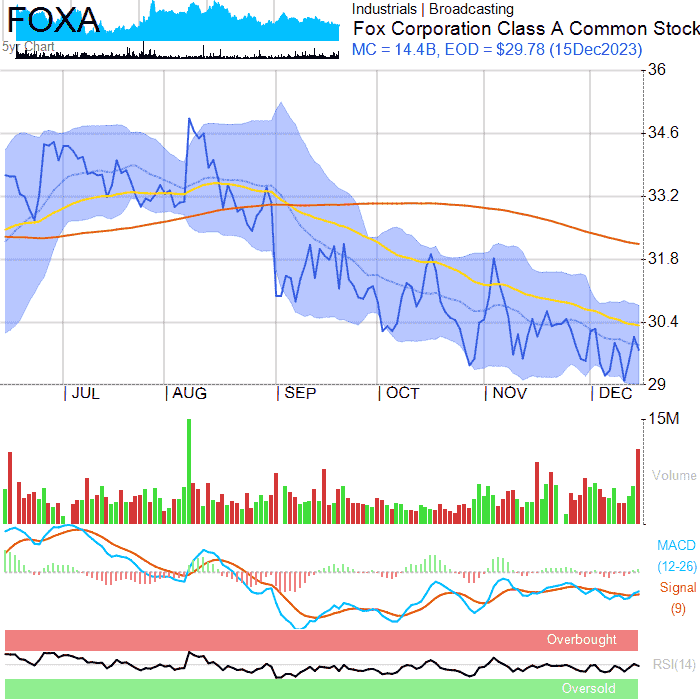 FOXA
5yr Chart
Industrials | Broadcasting
Fox Corporation Class A Common Stock
MC = 14.4B, EOD = $29.78 (15Dec2023)
36
34.6
33.2
31.8
30.4
29
| JUL | AUG | SEP | OCT | NOV | DEC
15M
Volume
MACD
(12-26)
Signal
(9)
Overbought
RSI(14)
Oversold